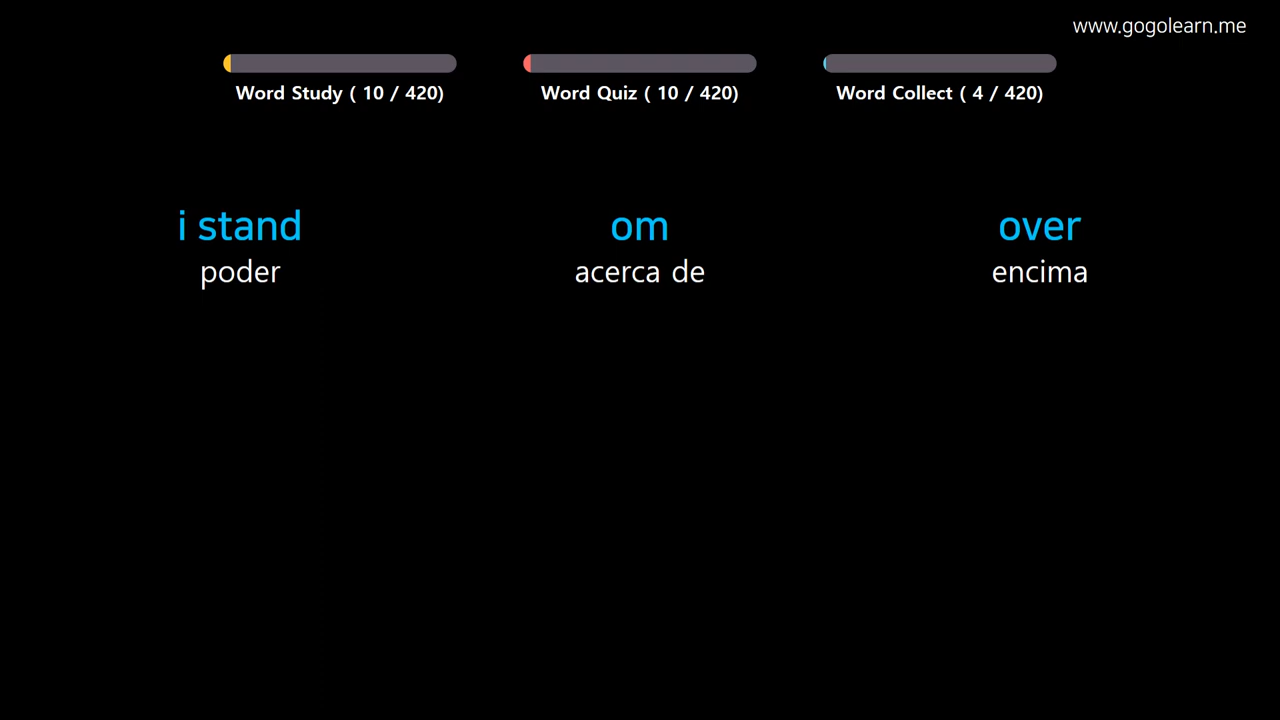 www.gogolearn.me
Word Study ( 10 / 420)
Word Quiz ( 10 / 420)
Word Collect ( 4 / 420)
i stand
poder
om
acerca de
over
encima